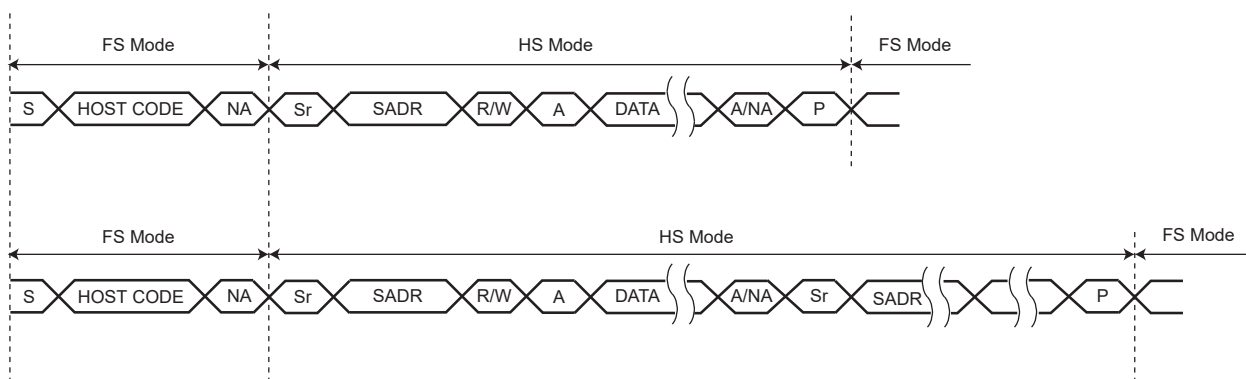 FS Mode HS Mode FS Mode
S HOST CODE NA Sr SADR R/W A DATA A/NA P
FS Mode HS Mode FS Mode
S HOST CODE NA Sr SADR R/W A DATA A/NA Sr SADR P